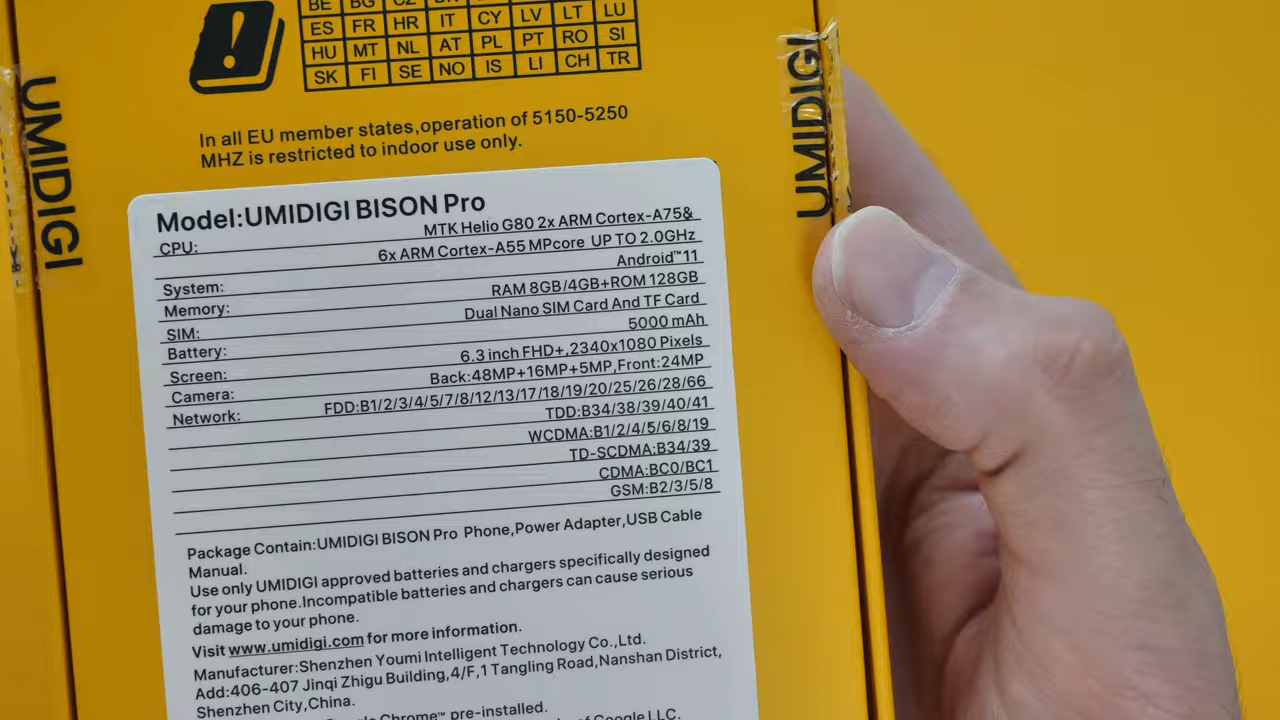 BE BG CZ
ES FR HR IT CY LV LT LU
HU MT NL AT PL PT RO SI
SK FI SE NO IS LI CH TR
In all EU member states,operation of 5150-5250
MHZ is restricted to indoor use only.
UMIDIGI
UMIDIGI
Model:UMIDIGI BISON Pro
CPU: MTK Helio G80 2x ARM Cortex-A75&
6x ARM Cortex-A55 MPcore UP TO 2.0GHz
System: Android™11
Memory: RAM 8GB/4GB+ROM 128GB
SIM: Dual Nano SIM Card And TF Card
Battery: 5000 mAh
Screen: 6.3 inch FHD+,2340x1080 Pixels
Camera: Back:48MP+16MP+5MP,Front:24MP
Network: FDD:B1/2/3/4/5/7/8/12/13/17/18/19/20/25/26/28/66
TDD:B34/38/39/40/41
WCDMA:B1/2/4/5/6/8/19
TD-SCDMA:B34/39
CDMA:BC0/BC1
GSM:B2/3/5/8
Package Contain:UMIDIGI BISON Pro Phone,Power Adapter,USB Cable
Manual.
Use only UMIDIGI approved batteries and chargers specifically designed
for your phone.Incompatible batteries and chargers can cause serious
damage to your phone.
Visit www.umidigi.com for more information.
Manufacturer:Shenzhen Youmi Intelligent Technology Co.,Ltd.
Add:406-407 Jinqi Zhigu Building,4/F,1 Tangling Road,Nanshan District,
Shenzhen City,China.
Chrome™ pre-installed.
of Google LLC.